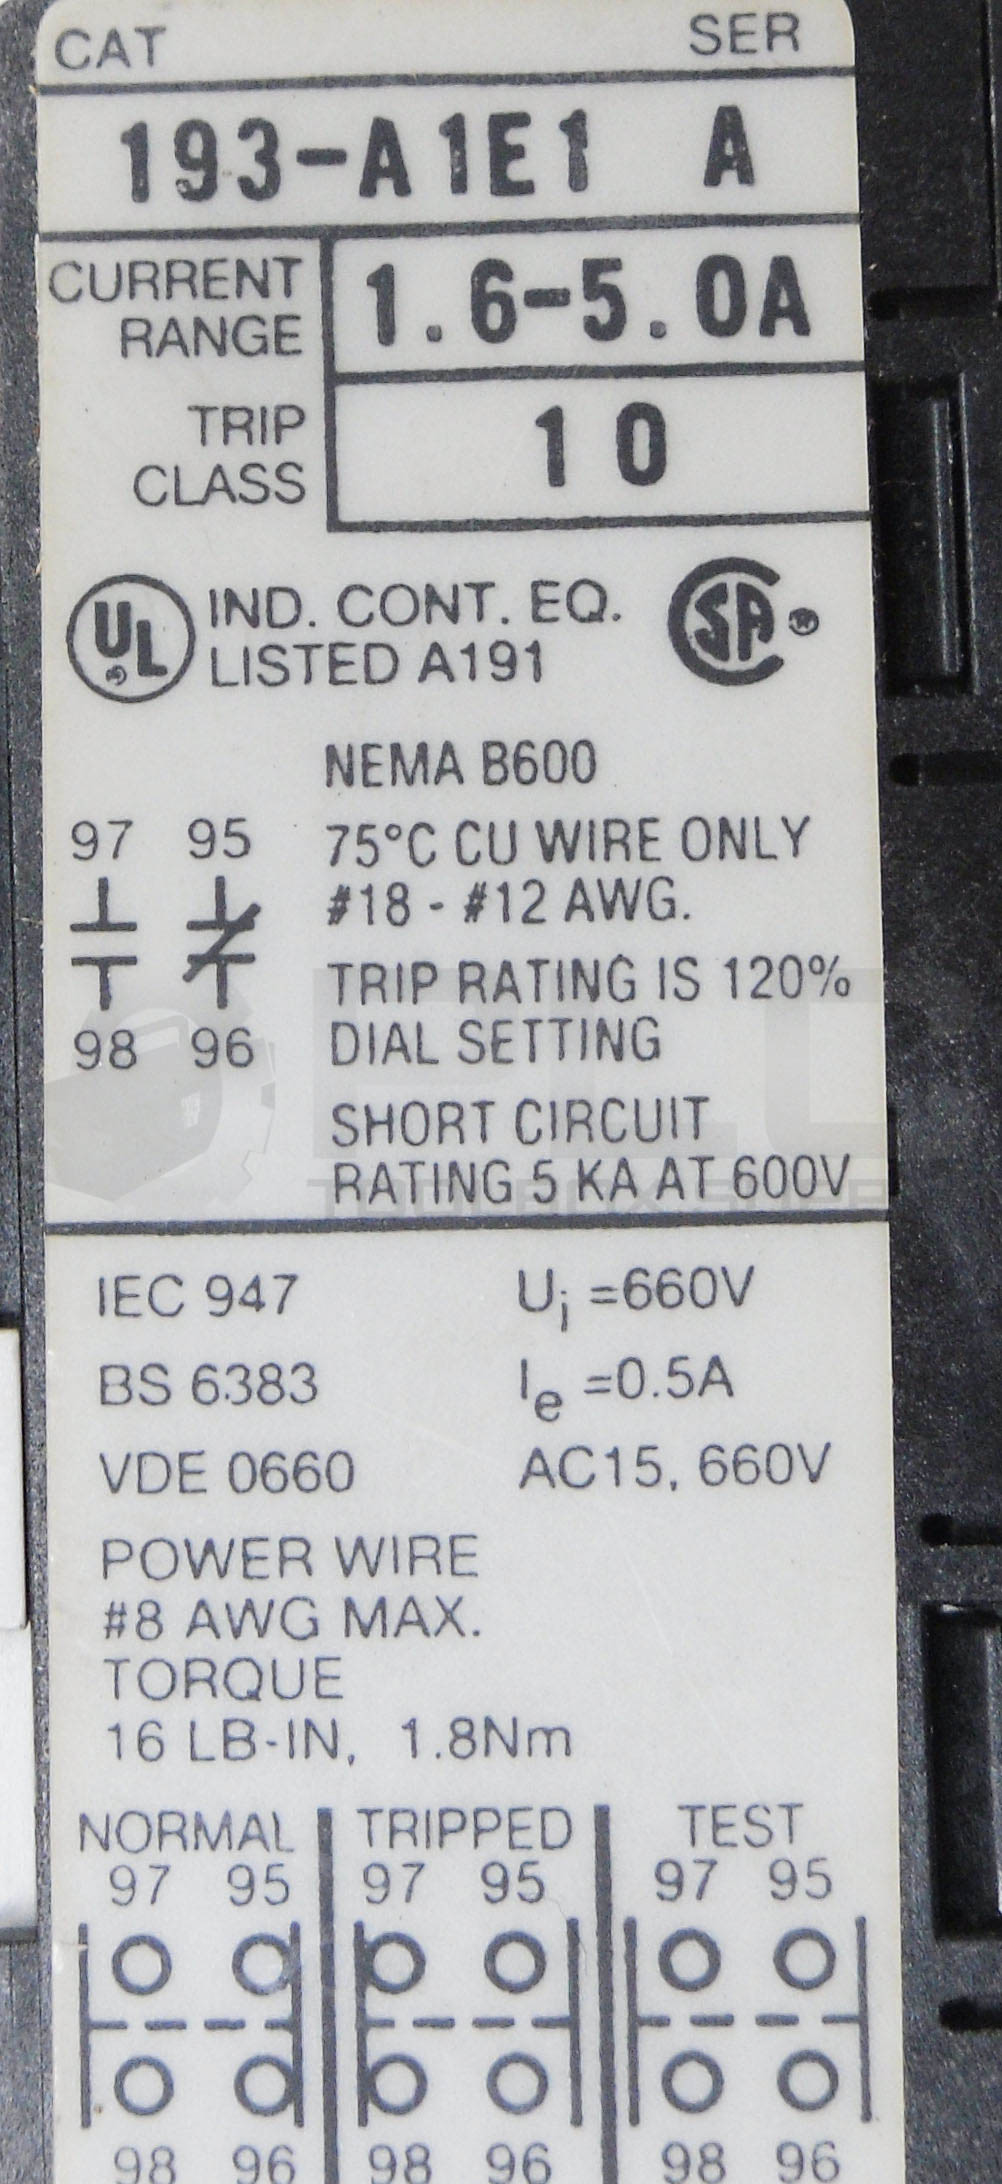 CAT SER
193-A1E1 A
CURRENT RANGE 1.6-5.0A
TRIP CLASS 10
UL IND. CONT. EQ. SA
LISTED A191
NEMA B600
97 95 75°C CU WIRE ONLY
#18 - #12 AWG.
TRIP RATING IS 120%
98 96 DIAL SETTING
SHORT CIRCUIT
RATING 5 KA AT 600V
IEC 947 Ui =660V
BS 6383 Ie =0.5A
VDE 0660 AC15, 660V
POWER WIRE
#8 AWG MAX.
TORQUE
16 LB-IN, 1.8Nm
NORMAL TRIPPED TEST
97 95 97 95 97 95
98 96 98 96 98 96